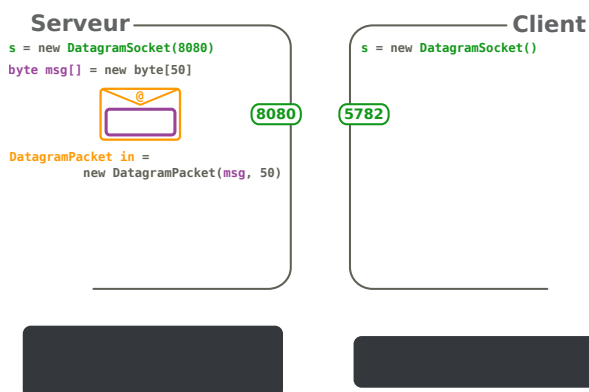 Serveur
s = new DatagramSocket(8080)
byte msg[] = new byte[50]
@
8080
DatagramPacket in =
new DatagramPacket(msg, 50)
Client
s = new DatagramSocket()
5782